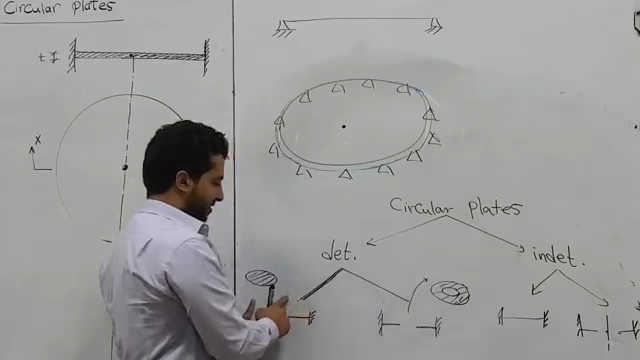 Circular plates
t
x
Circular plates
det.
indet.